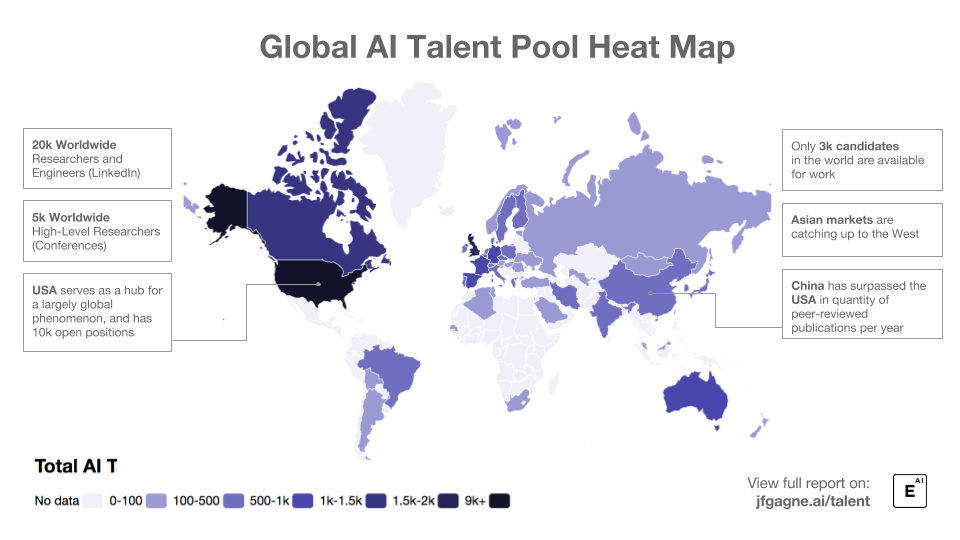 Global AI Talent Pool Heat Map
20k Worldwide
Researchers and
Engineers (LinkedIn)
5k Worldwide
High-Level Researchers
(Conferences)
USA serves as a hub for
a largely global
phenomenon, and has
10k open positions
Only 3k candidates
in the world are available
for work
Asian markets are
catching up to the West
China has surpassed the
USA in quantity of
peer-reviewed
publications per year
Total AI T
No data 0-100 100-500 500-1k 1k-1.5k 1.5k-2k 9k+
View full report on:
jfgagne.ai/talent
E AI